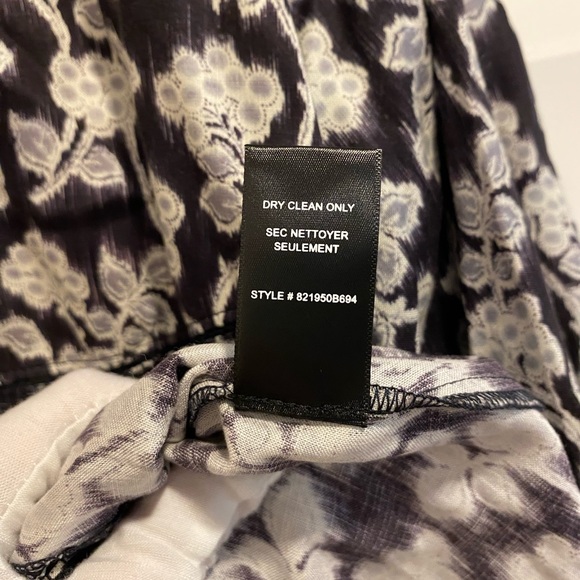 DRY CLEAN ONLY
SEC NETTOYER
SEULEMENT
STYLE # 821950B694